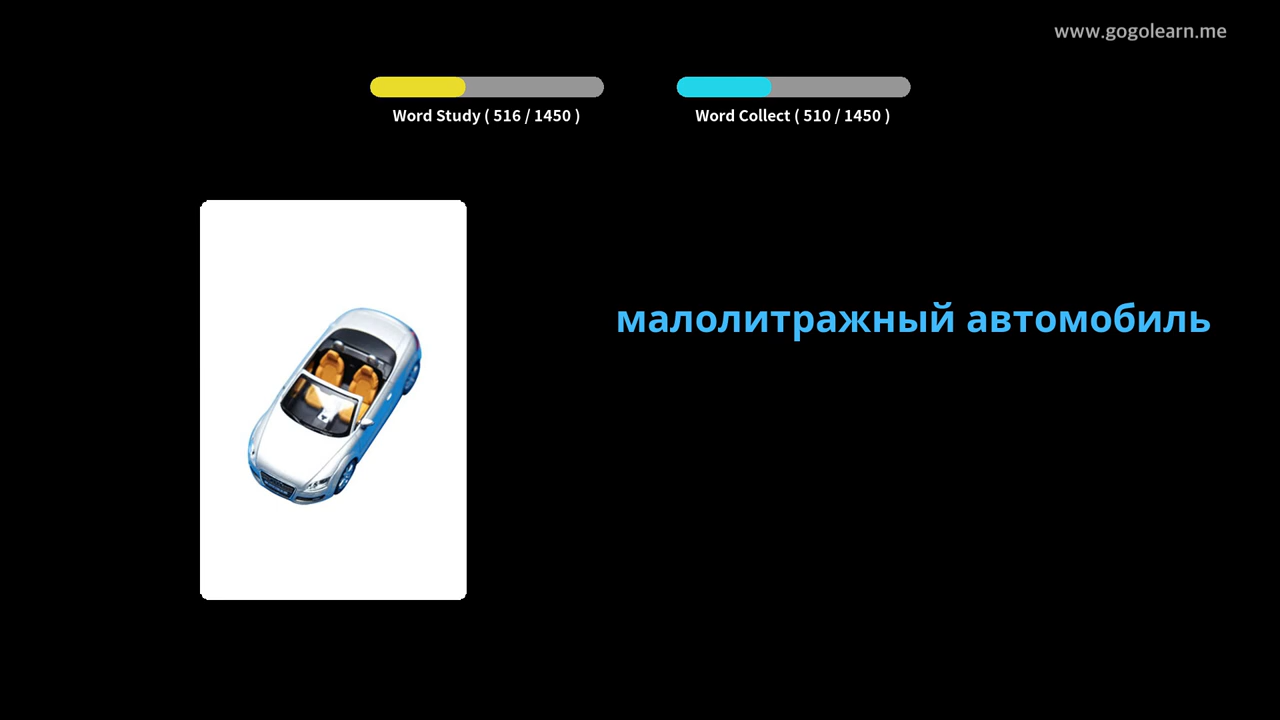 www.gogolearn.me
Word Study ( 516 / 1450 )
Word Collect ( 510 / 1450 )
малолитражный автомобиль